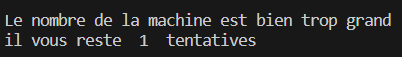 Le nombre de la machine est bien trop grand
il vous reste  1  tentatives